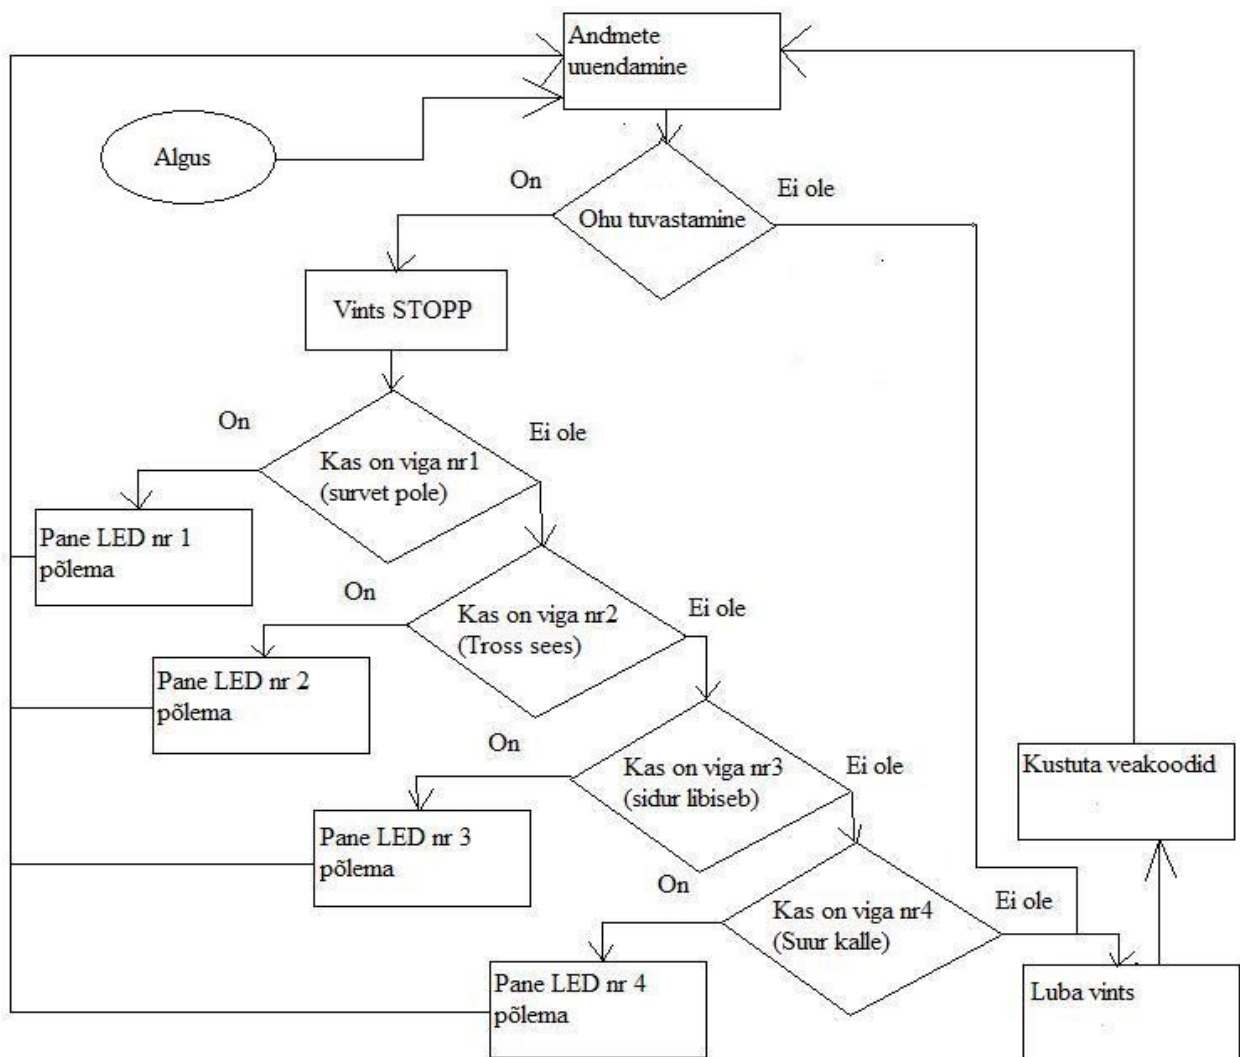 Andmete
uuendamine
Algus
On
Ei ole
Ohu tuvastamine
Vints STOPP
On
Ei ole
Kas on viga nr1
(survet pole)
Pane LED nr 1
põlema
On
Ei ole
Kas on viga nr2
(Tross sees)
Pane LED nr 2
põlema
On
Ei ole
Kas on viga nr3
(sidur libiseb)
Kustuta veakoodid
Pane LED nr 3
põlema
On
Ei ole
Kas on viga nr4
(Suur kalle)
Pane LED nr 4
põlema
Luba vints